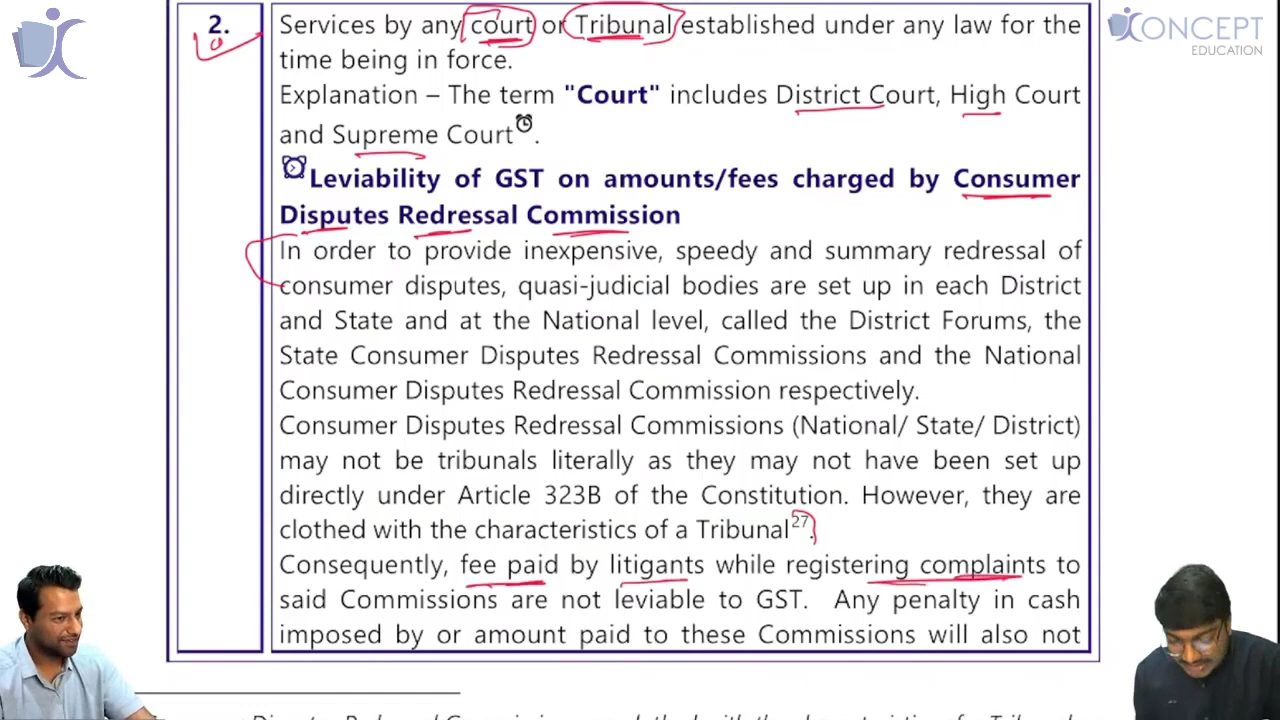 CONCEPT
EDUCATION
2. Services by any court or Tribunal established under any law for the
time being in force.
Explanation – The term "Court" includes District Court, High Court
and Supreme Court.
Leviability of GST on amounts/fees charged by Consumer
Disputes Redressal Commission
In order to provide inexpensive, speedy and summary redressal of
consumer disputes, quasi-judicial bodies are set up in each District
and State and at the National level, called the District Forums, the
State Consumer Disputes Redressal Commissions and the National
Consumer Disputes Redressal Commission respectively.
Consumer Disputes Redressal Commissions (National/ State/ District)
may not be tribunals literally as they may not have been set up
directly under Article 323B of the Constitution. However, they are
clothed with the characteristics of a Tribunal27.
Consequently, fee paid by litigants while registering complaints to
said Commissions are not leviable to GST. Any penalty in cash
imposed by or amount paid to these Commissions will also not